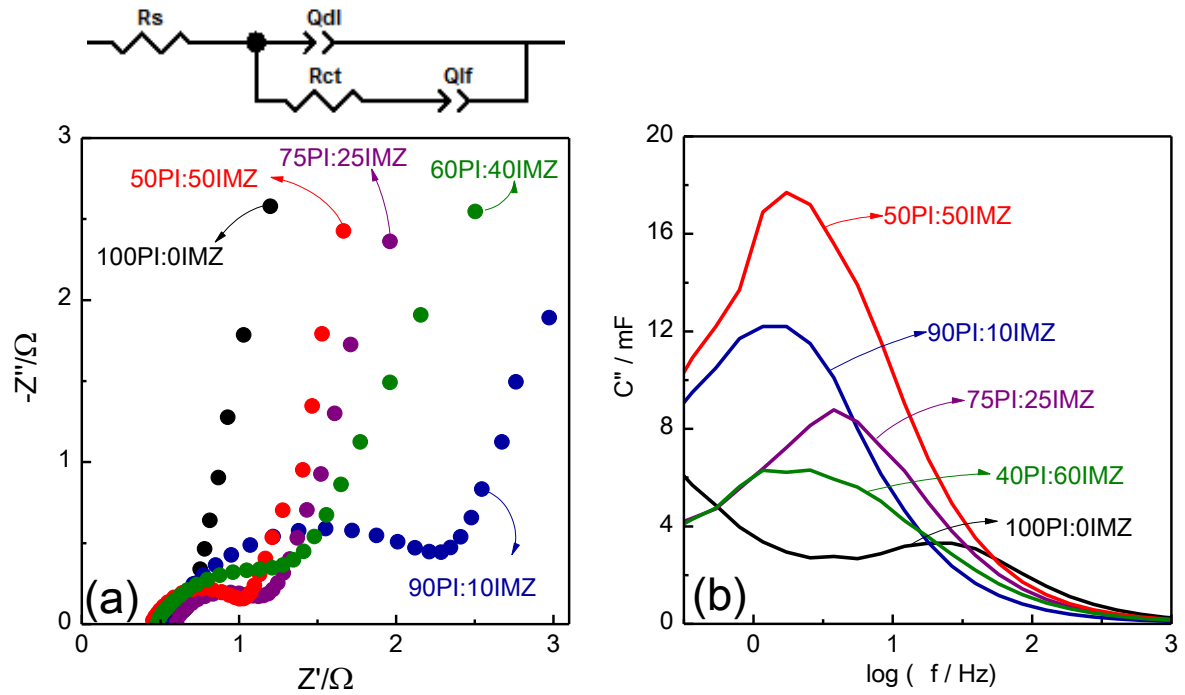 Rs
Qdl
Rct
Qlf
3
2
1
0
0
1
2
3
-Z''/Ω
Z'/Ω
75PI:25IMZ
50PI:50IMZ
60PI:40IMZ
100PI:0IMZ
90PI:10IMZ
(a)
20
16
12
8
4
0
0
1
2
3
C'' / mF
log ( f / Hz)
50PI:50IMZ
90PI:10IMZ
75PI:25IMZ
40PI:60IMZ
100PI:0IMZ
(b)